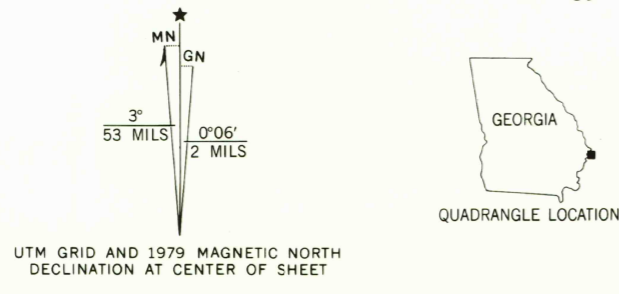 MN
GN
3°
53 MILS
0°06′
2 MILS
UTM GRID AND 1979 MAGNETIC NORTH
DECLINATION AT CENTER OF SHEET
GEORGIA
QUADRANGLE LOCATION